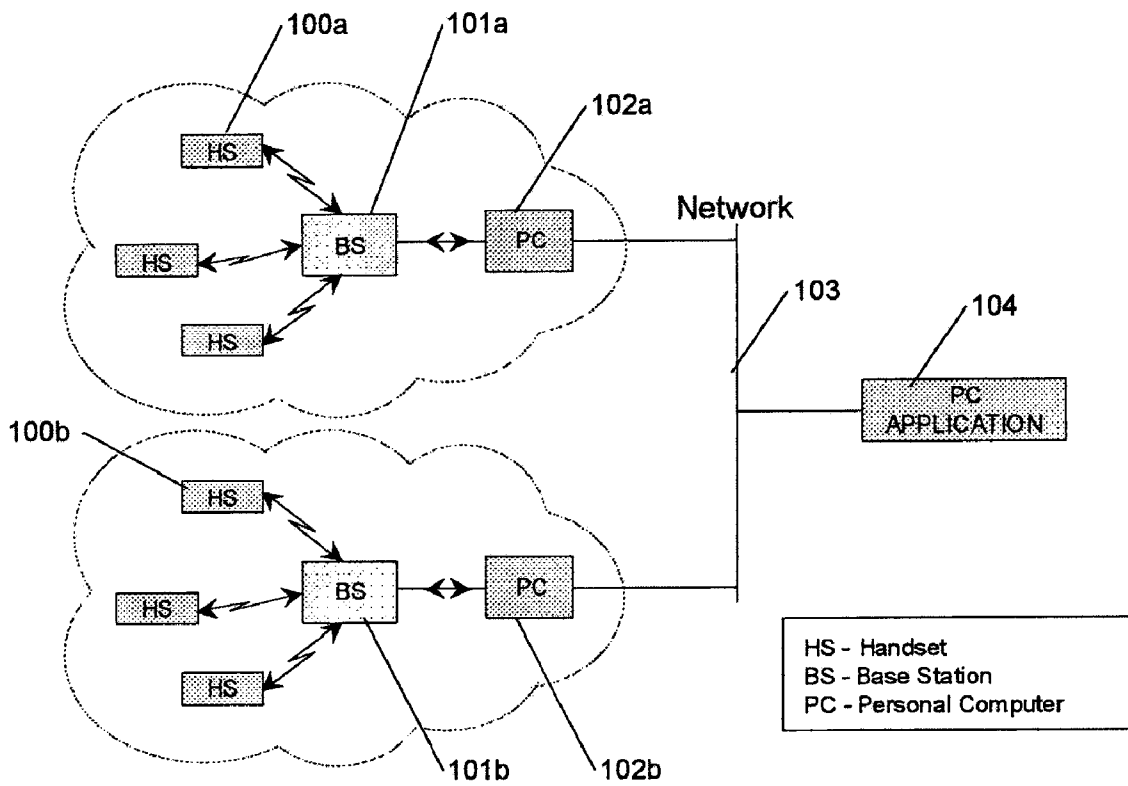 100a
101a
102a
HS
HS
BS
PC
HS
Network
103
104
PC
APPLICATION
100b
HS
HS
BS
PC
HS
101b
102b
HS - Handset
BS - Base Station
PC - Personal Computer